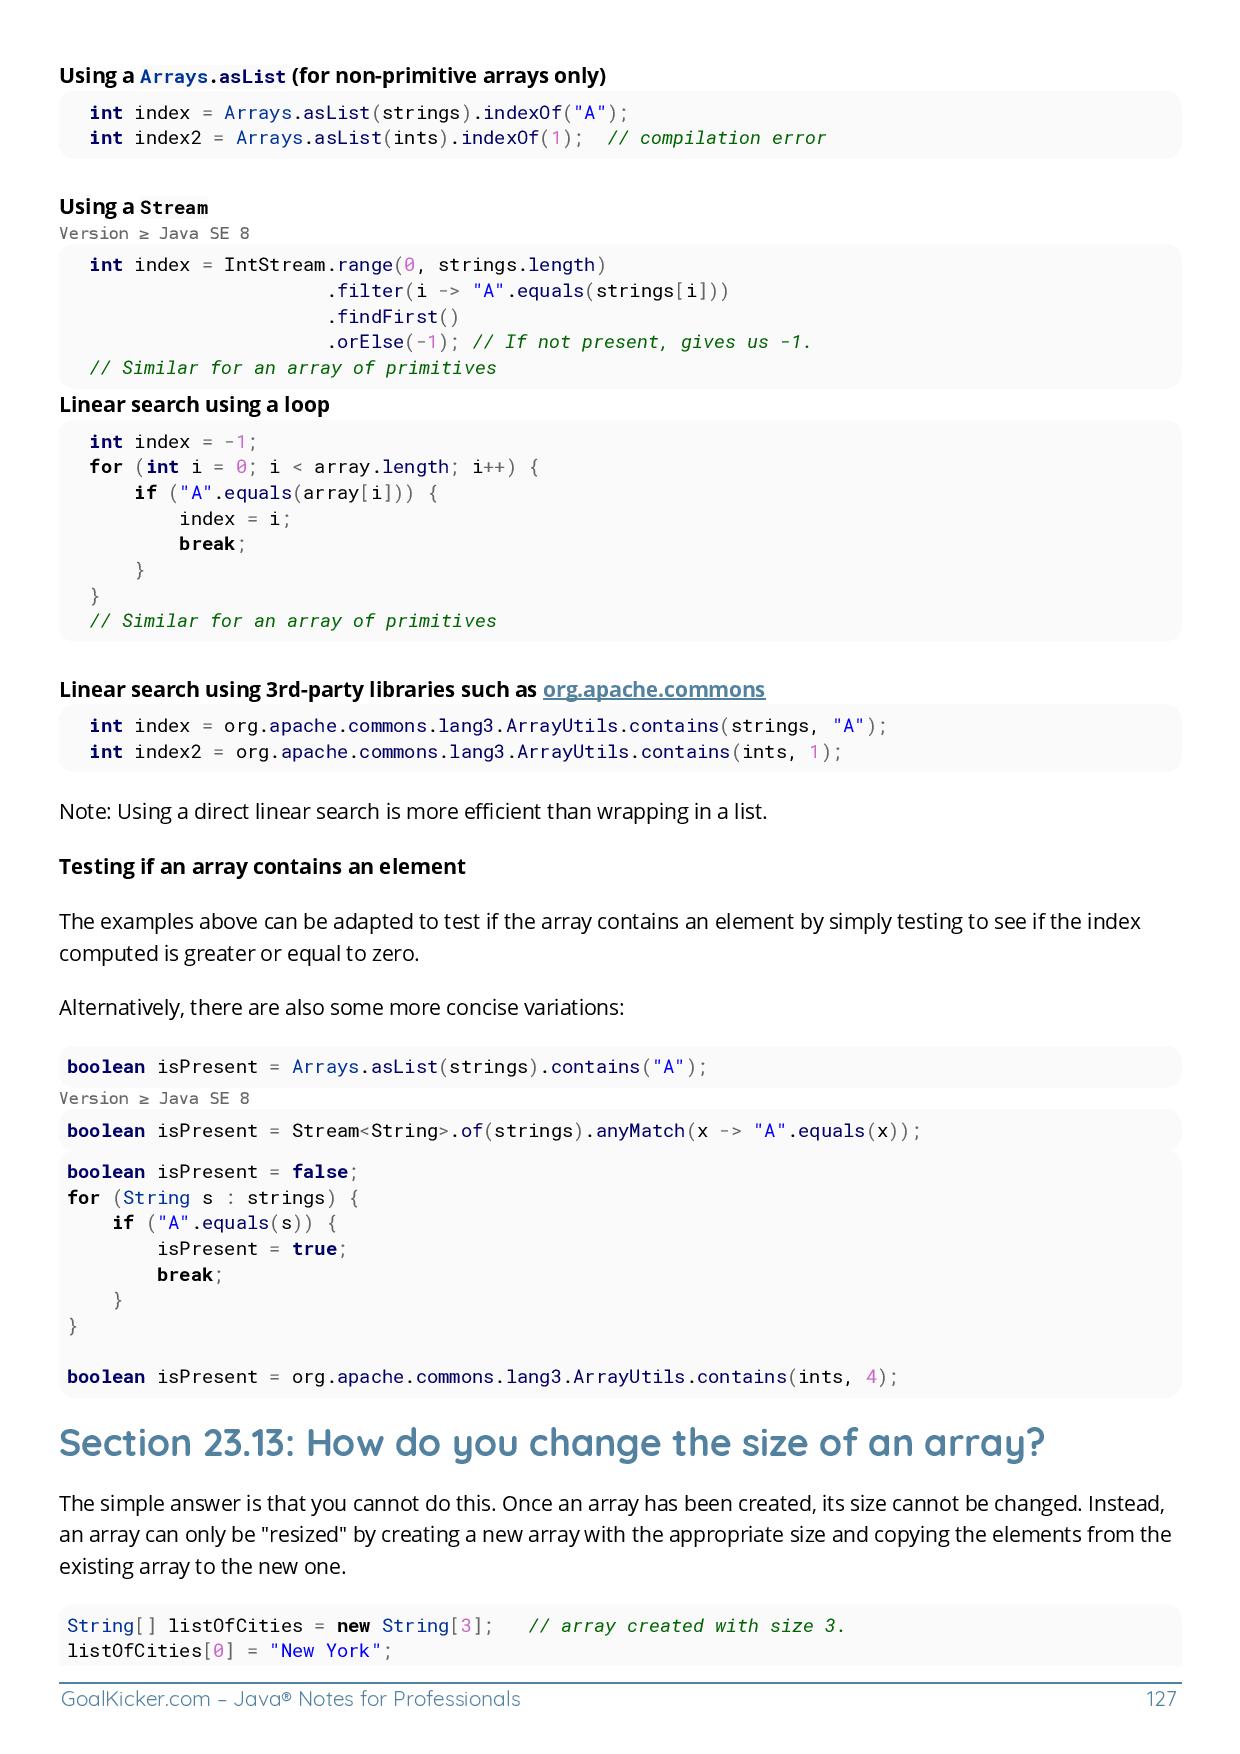 Using a Arrays.asList (for non-primitive arrays only)
int index = Arrays.asList(strings).indexOf("A");
int index2 = Arrays.asList(ints).indexOf(1);  // compilation error
Using a Stream
Version ≥ Java SE 8
int index = IntStream.range(0, strings.length)
                     .filter(i -> "A".equals(strings[i]))
                     .findFirst()
                     .orElse(-1); // If not present, gives us -1.
// Similar for an array of primitives
Linear search using a loop
int index = -1;
for (int i = 0; i < array.length; i++) {
    if ("A".equals(array[i])) {
        index = i;
        break;
    }
}
// Similar for an array of primitives
Linear search using 3rd-party libraries such as org.apache.commons
int index = org.apache.commons.lang3.ArrayUtils.contains(strings, "A");
int index2 = org.apache.commons.lang3.ArrayUtils.contains(ints, 1);
Note: Using a direct linear search is more efficient than wrapping in a list.
Testing if an array contains an element
The examples above can be adapted to test if the array contains an element by simply testing to see if the index
computed is greater or equal to zero.
Alternatively, there are also some more concise variations:
boolean isPresent = Arrays.asList(strings).contains("A");
Version ≥ Java SE 8
boolean isPresent = Stream<String>.of(strings).anyMatch(x -> "A".equals(x));
boolean isPresent = false;
for (String s : strings) {
    if ("A".equals(s)) {
        isPresent = true;
        break;
    }
}
boolean isPresent = org.apache.commons.lang3.ArrayUtils.contains(ints, 4);
Section 23.13: How do you change the size of an array?
The simple answer is that you cannot do this. Once an array has been created, its size cannot be changed. Instead,
an array can only be "resized" by creating a new array with the appropriate size and copying the elements from the
existing array to the new one.
String[] listOfCities = new String[3];   // array created with size 3.
listOfCities[0] = "New York";
GoalKicker.com – Java® Notes for Professionals 127